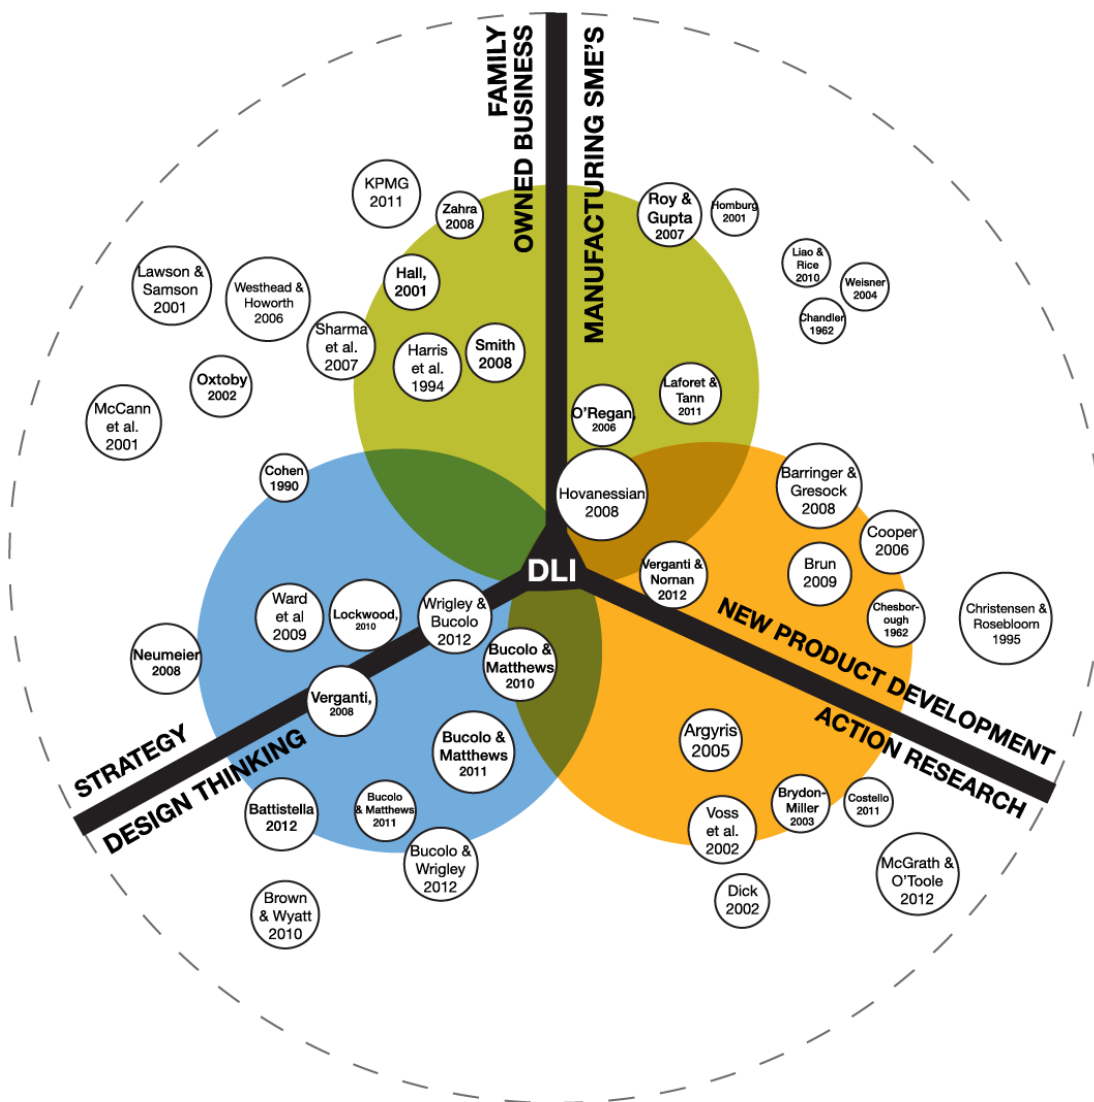 FAMILY
OWNED BUSINESS
MANUFACTURING SME'S
KPMG
2011
Zahra
2008
Roy &
Gupta
2007
Homburg
2001
Hall,
2001
Lawson &
Samson
2001
Westhead &
Howorth
2006
Liao &
Rice
2010
Weisner
2004
Chandler
1962
Sharma
et al.
2007
Harris
et al.
1994
Smith
2008
Oxtoby
2002
McCann
et al.
2001
Laforet &
Tann
2011
O'Regan,
2006
Cohen
1990
Hovanessian
2008
Barringer &
Gresock
2008
Cooper
2006
DLI
Verganti &
Nornan
2012
Brun
2009
Chesbor-
ough
1962
Christensen &
Rosebloom
1995
Ward
et al
2009
Lockwood,
2010
Wrigley &
Bucolo
2012
Bucolo &
Matthews
2010
Neumeier
2008
Verganti,
2008
NEW PRODUCT DEVELOPMENT
ACTION RESEARCH
STRATEGY
DESIGN THINKING
Bucolo &
Matthews
2011
Argyris
2005
Battistella
2012
Bucolo
& Matthews
2011
Bucolo &
Wrigley
2012
Brown
& Wyatt
2010
Voss
et al.
2002
Brydon-
Miller
2003
Costello
2011
Dick
2002
McGrath &
O'Toole
2012